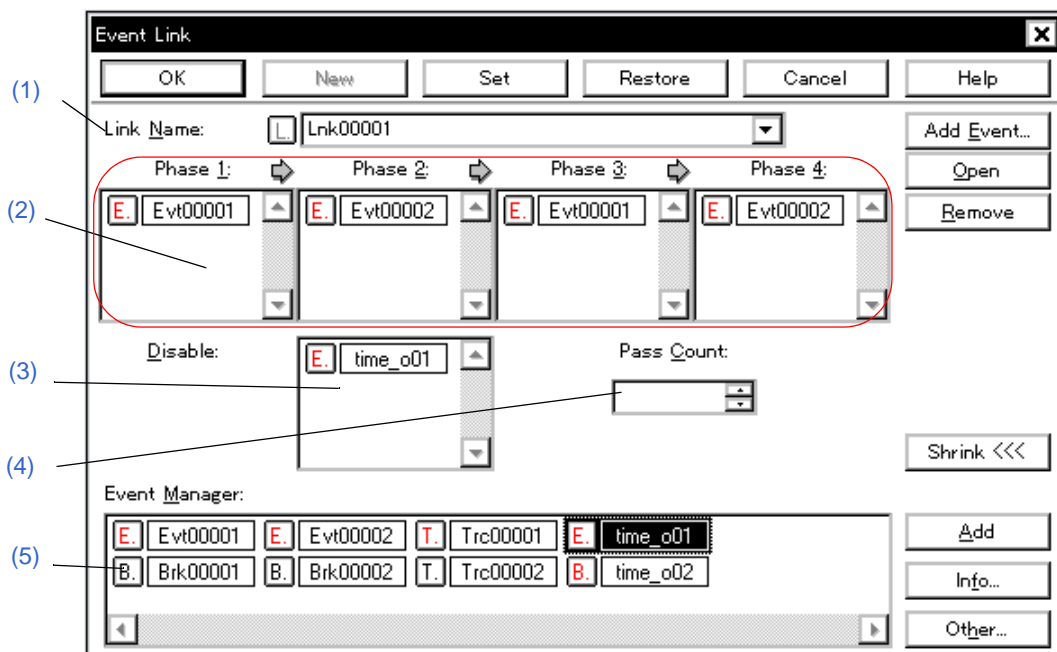 Event Link
OK New Set Restore Cancel Help
(1)
Link Name: L. Lnk00001 Add Event...
Phase 1: Phase 2: Phase 3: Phase 4: Open
(2)
E. Evt00001 E. Evt00002 E. Evt00001 E. Evt00002 Remove
Disable: E. time_o01 Pass Count:
(3)
(4)
Shrink <<<
Event Manager:
E. Evt00001 E. Evt00002 T. Trc00001 E. time_o01 Add
(5)
B. Brk00001 B. Brk00002 T. Trc00002 B. time_o02 Info...
Other...